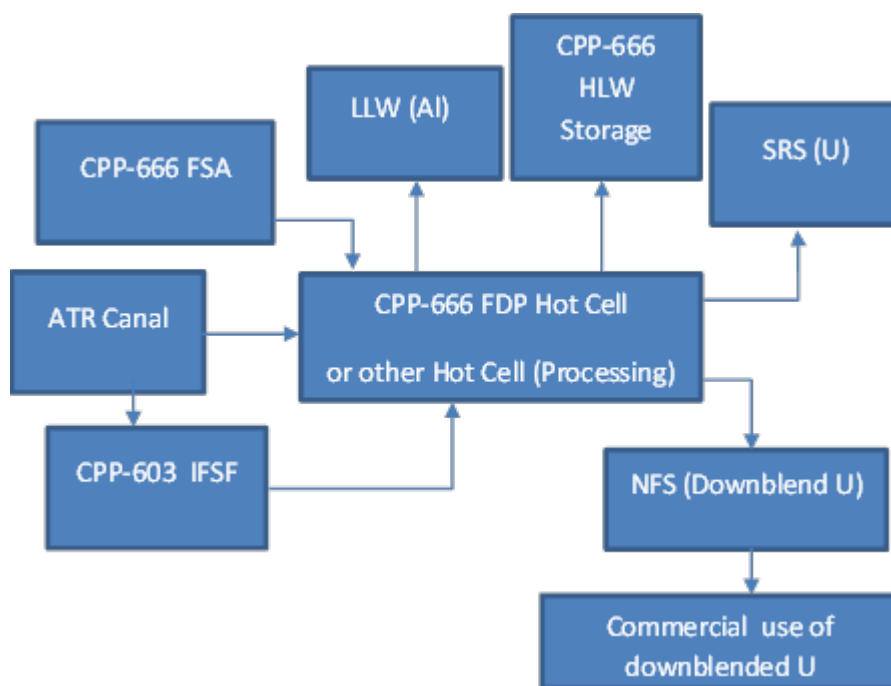 CPP-666
HLW
Storage
LLW (Al)
SRS (U)
CPP-666 FSA
ATR Canal
CPP-666 FDP Hot Cell
or other Hot Cell (Processing)
CPP-603 IFSF
NFS (Downblend U)
Commercial use of
downblended U